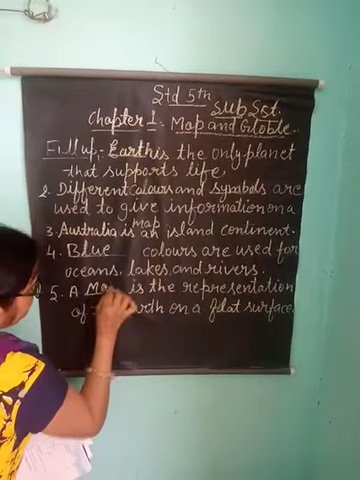 Std 5th
Sub Sst.
Chapter 1:- Map and Globle.
Fill up:- Earth is the only planet
that supports life.
2. Different colours and symbols are
used to give information on a
map
3. Australia is an island continent.
4. Blue colours are used for
oceans, lakes, and rivers.
5. A Ma is the representation
of on a flat surface.